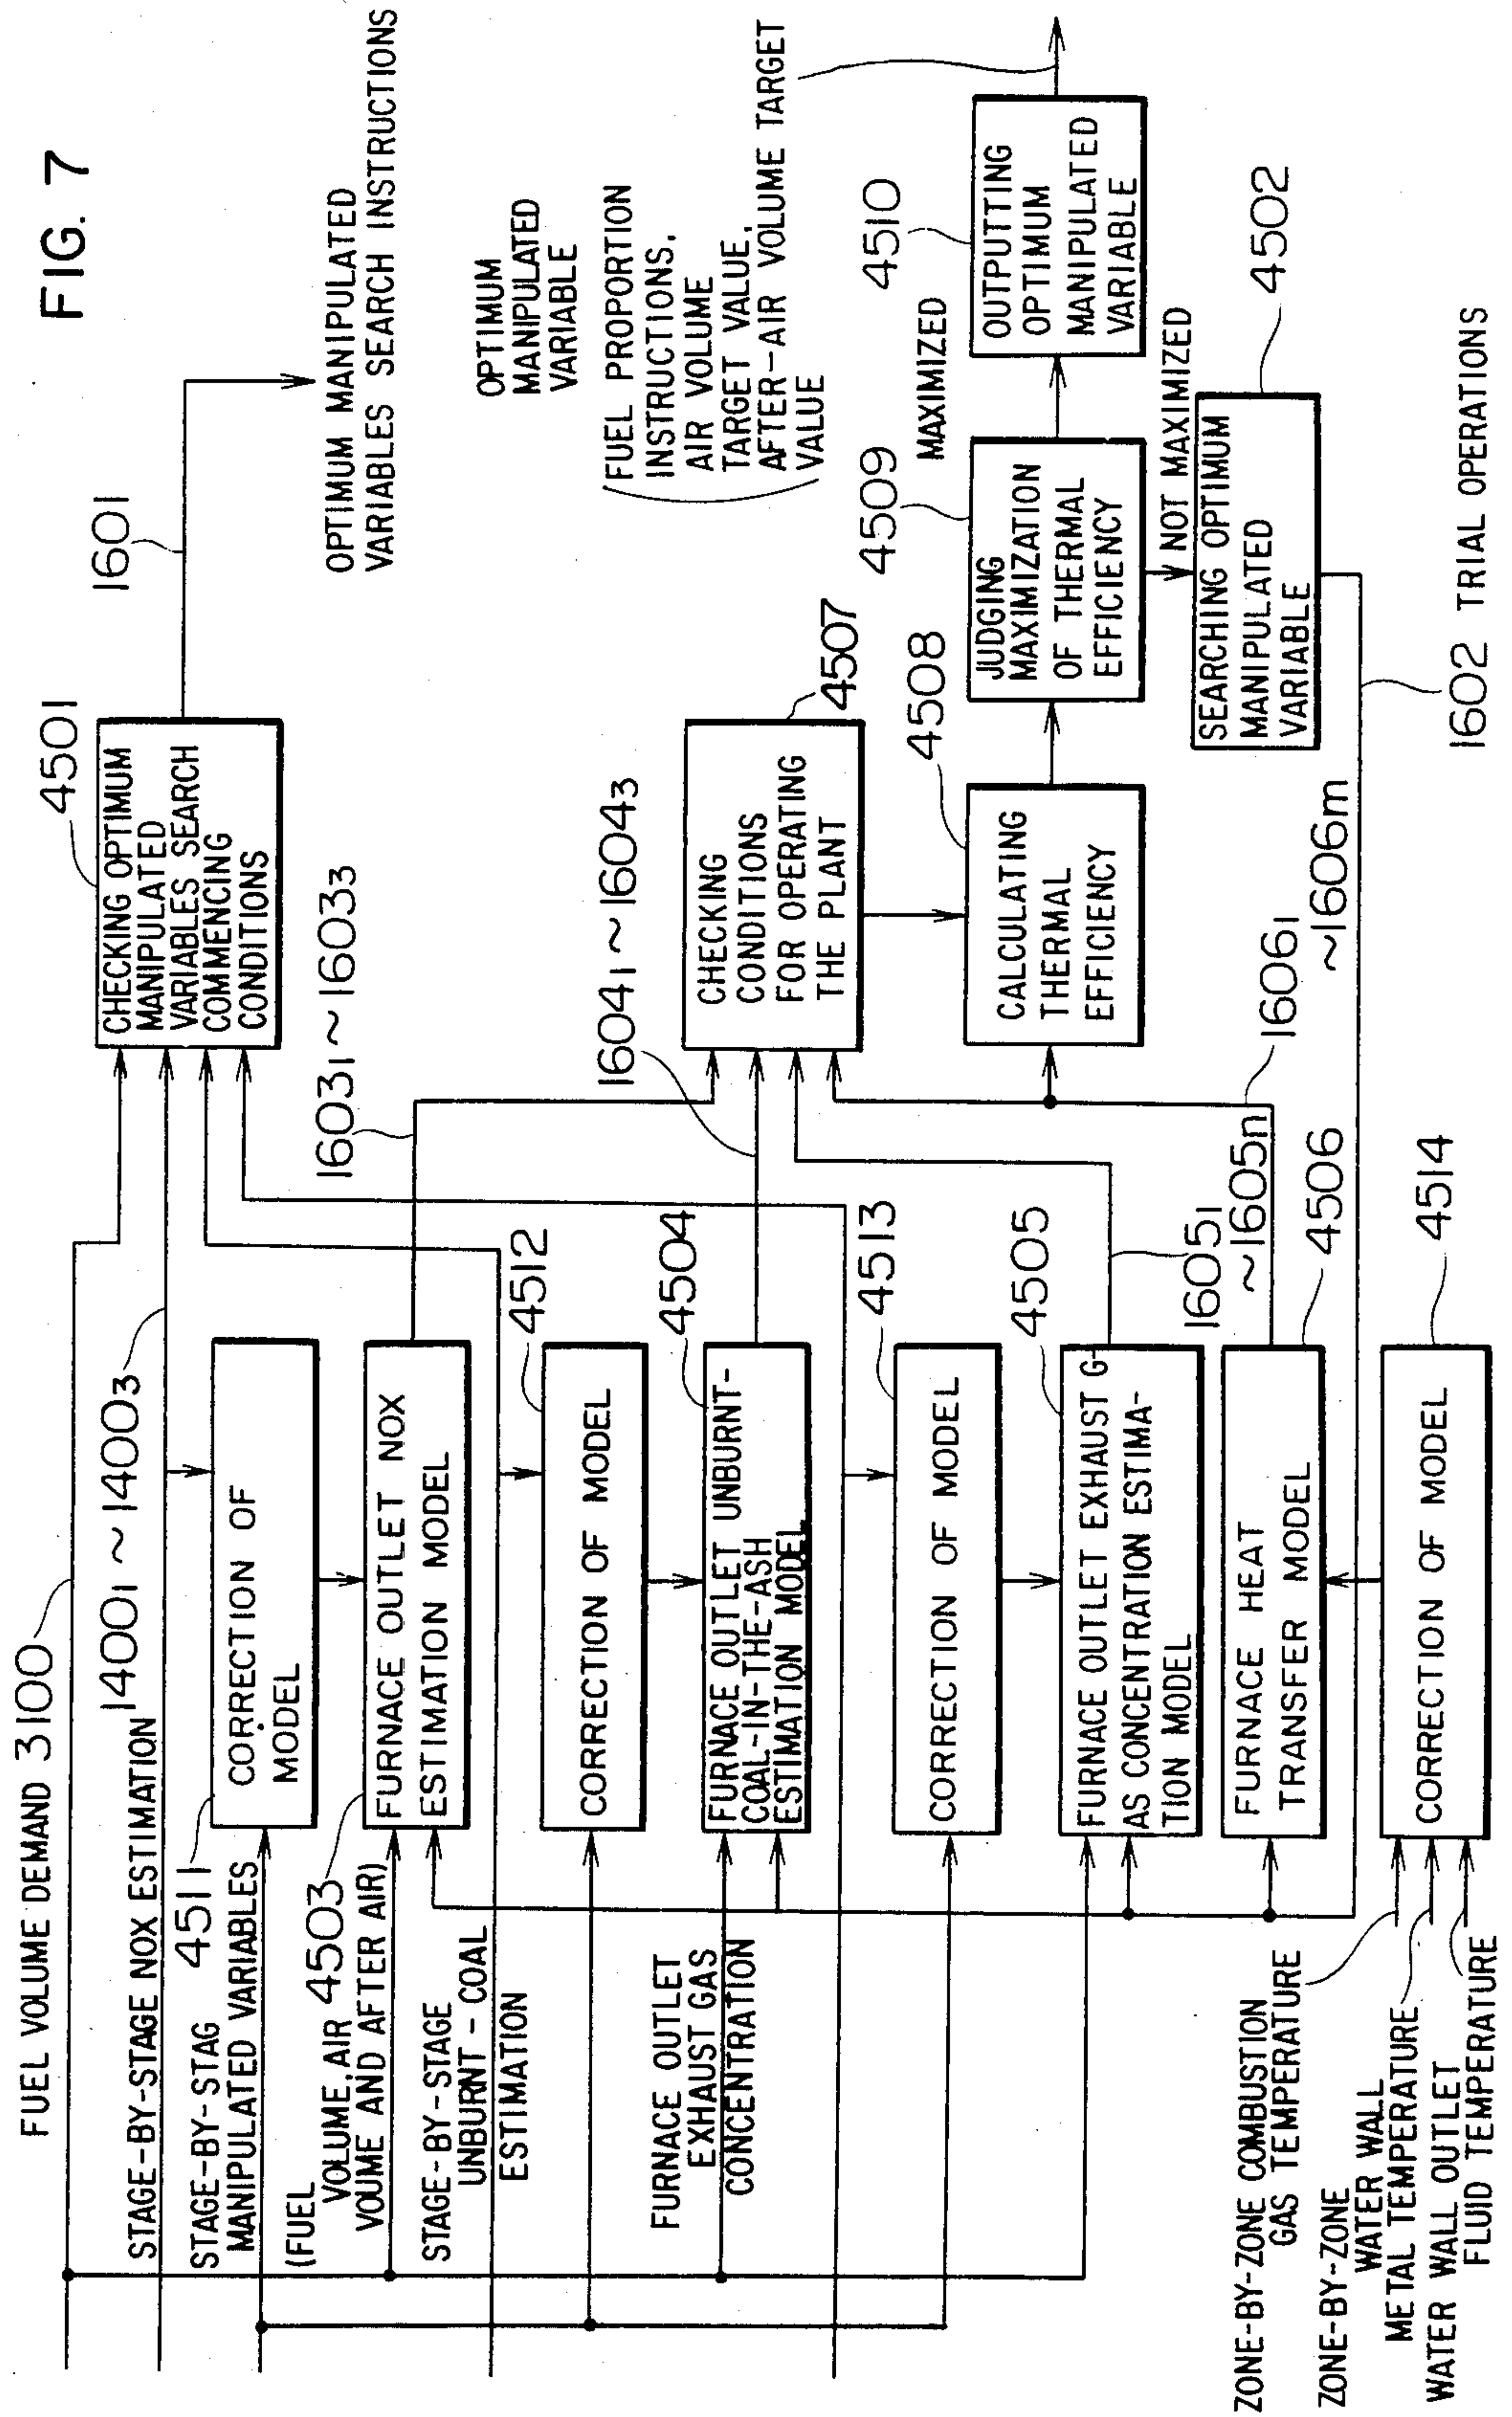 FIG. 7
FUEL VOLUME DEMAND 3100
STAGE-BY-STAGE NOX ESTIMATION
14001 ~ 14003
4511
STAGE-BY-STAG
MANIPULATED VARIABLES
(FUEL
VOLUME, AIR
VOUME AND AFTER AIR)
4503
STAGE-BY-STAGE
UNBURNT-COAL
ESTIMATION
FURNACE OUTLET
EXHAUST GAS
CONCENTRATION
ZONE-BY-ZONE COMBUSTION
GAS TEMPERATURE
ZONE-BY-ZONE
WATER WALL
METAL TEMPERATURE
WATER WALL OUTLET
FLUID TEMPERATURE
CORRECTION OF
MODEL
FURNACE OUTLET NOX
ESTIMATION MODEL
4512
CORRECTION OF MODEL
4504
FURNACE OUTLET UNBURNT-
COAL-IN-THE-ASH
ESTIMATION MODEL
4513
CORRECTION OF MODEL
4505
FURNACE OUTLET EXHAUST G-
AS CONCENTRATION ESTIMA-
TION MODEL
4506
FURNACE HEAT
TRANSFER MODEL
4514
CORRECTION OF MODEL
16031 ~ 16033
16041 ~ 16043
16051
~1605n
16061
~1606m
4501
CHECKING OPTIMUM
MANIPULATED
VARIABLES SEARCH
COMMENCING
CONDITIONS
1601
OPTIMUM MANIPULATED
VARIABLES SEARCH INSTRUCTIONS
4507
CHECKING
CONDITIONS
FOR OPERATING
THE PLANT
4508
CALCULATING
THERMAL
EFFICIENCY
4509
JUDGING
MAXIMIZATION
OF THERMAL
EFFICIENCY
MAXIMIZED
NOT MAXIMIZED
4510
OUTPUTTING
OPTIMUM
MANIPULATED
VARIABLE
4502
SEARCHING OPTIMUM
MANIPULATED
VARIABLE
OPTIMUM
MANIPULATED
VARIABLE
FUEL PROPORTION
INSTRUCTIONS,
AIR VOLUME
TARGET VALUE,
AFTER-AIR VOLUME TARGET
VALUE
1602 TRIAL OPERATIONS